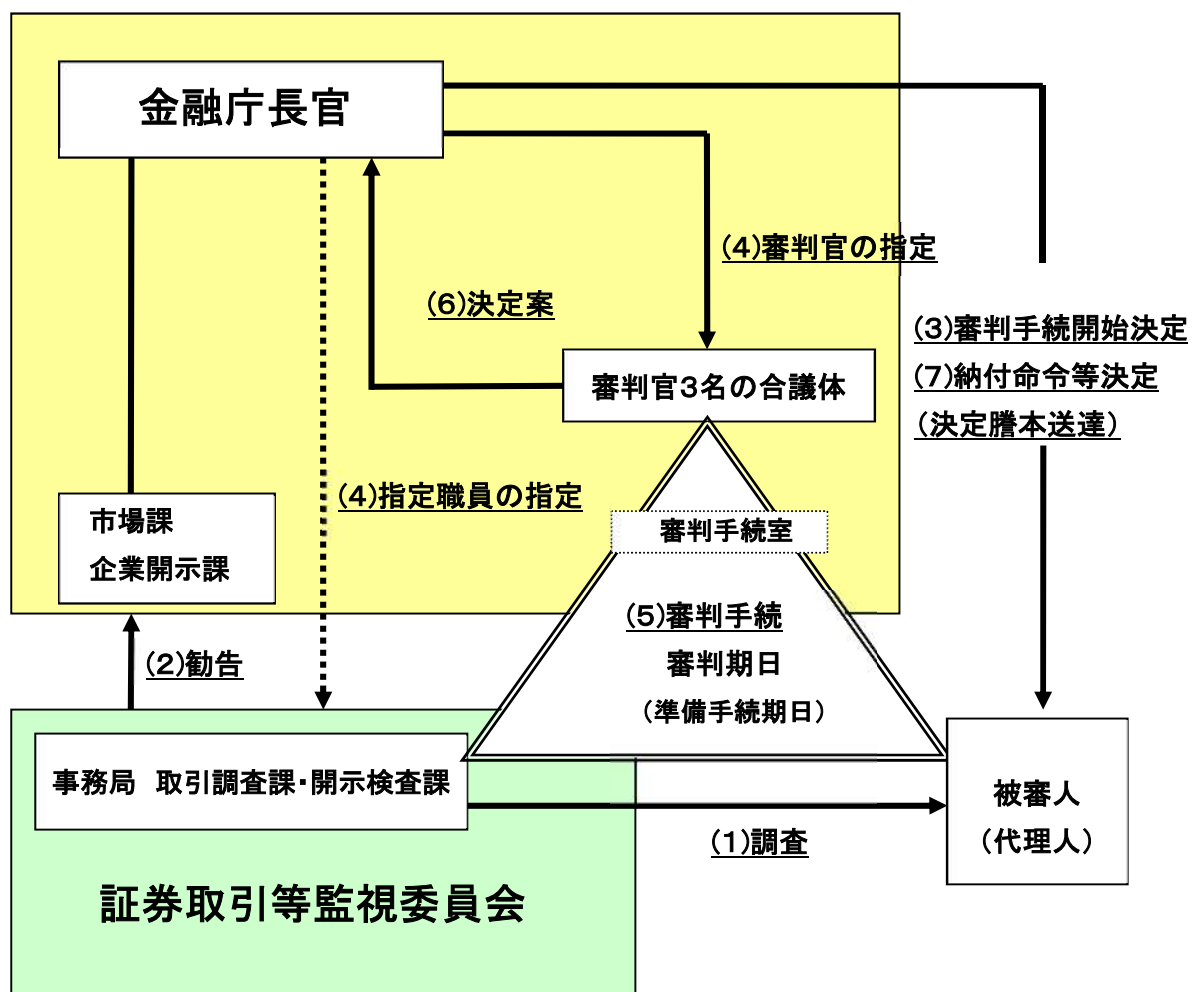 金融庁長官
(4)審判官の指定
(6)決定案
(3)審判手続開始決定
(7)納付命令等決定
(決定謄本送達)
審判官3名の合議体
(4)指定職員の指定
市場課
企業開示課
審判手続室
(5)審判手続
審判期日
(準備手続期日)
(2)勧告
事務局 取引調査課・開示検査課
被審人
(代理人)
(1)調査
証券取引等監視委員会